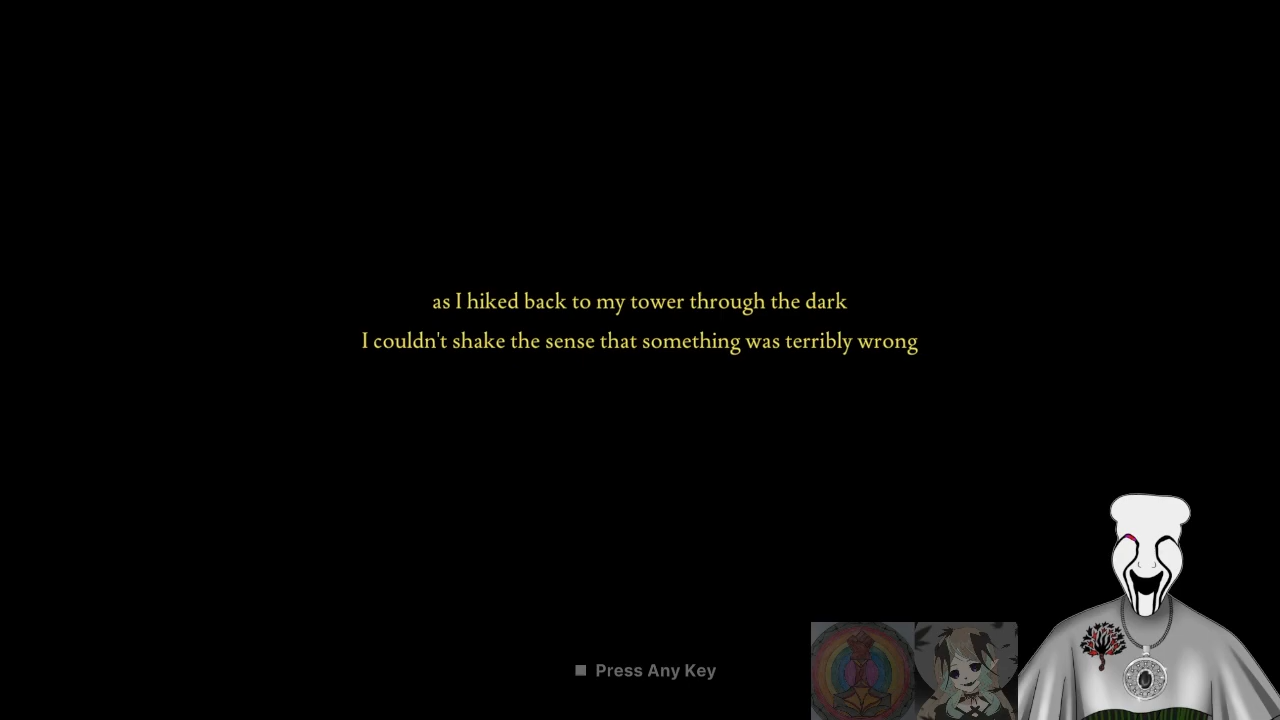 as I hiked back to my tower through the dark
I couldn't shake the sense that something was terribly wrong
Press Any Key